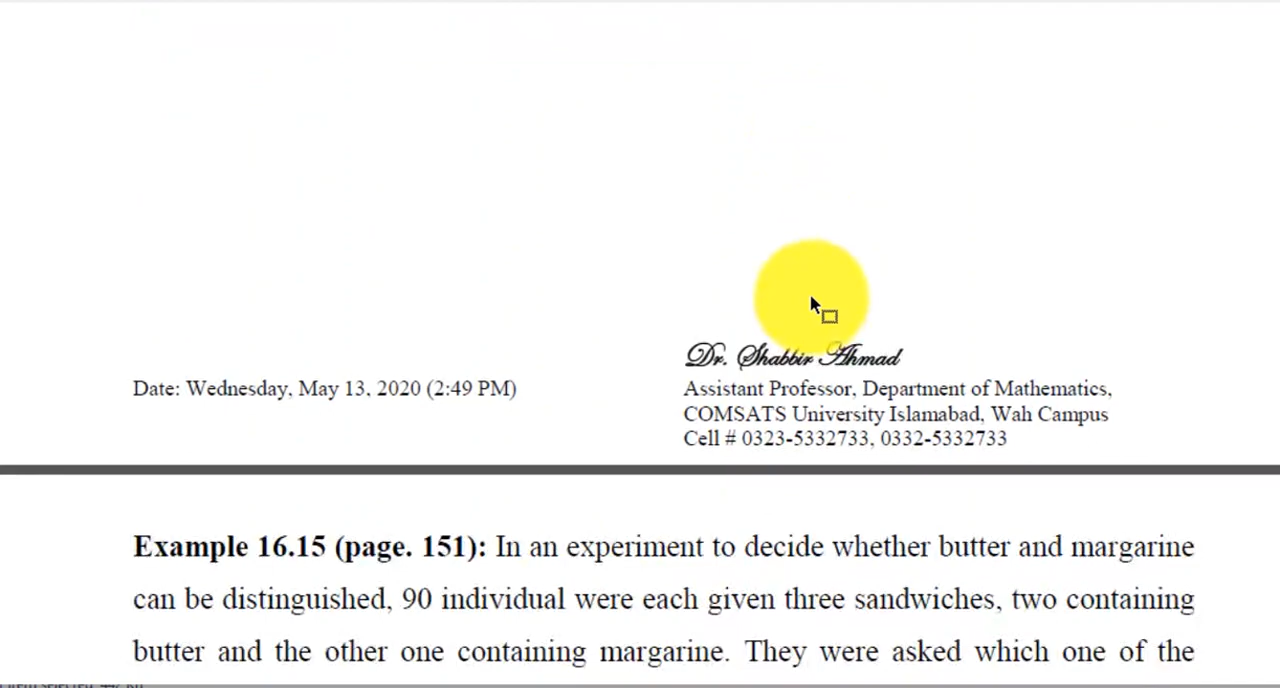 Dr. Shabbir Ahmad
Date: Wednesday, May 13, 2020 (2:49 PM)
Assistant Professor, Department of Mathematics,
COMSATS University Islamabad, Wah Campus
Cell # 0323-5332733, 0332-5332733
Example 16.15 (page. 151): In an experiment to decide whether butter and margarine
can be distinguished, 90 individual were each given three sandwiches, two containing
butter and the other one containing margarine. They were asked which one of the